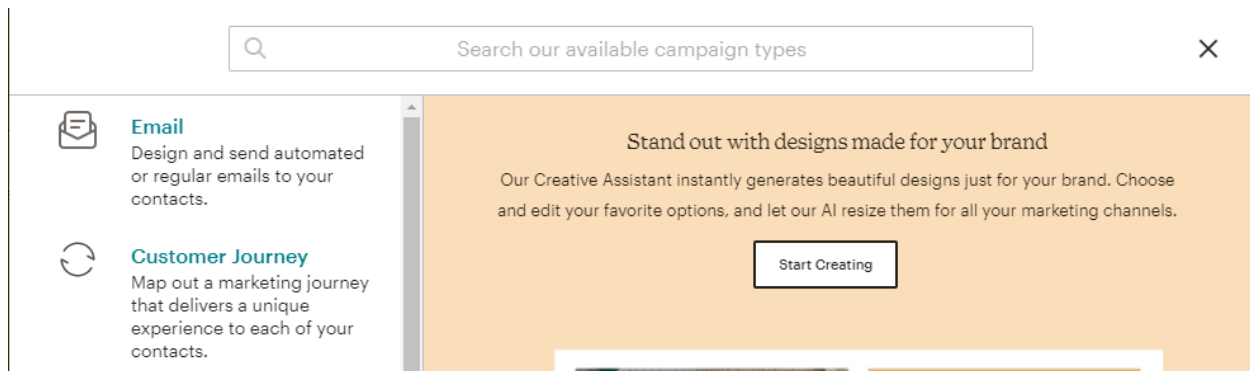 Search our available campaign types
Email
Design and send automated
or regular emails to your
contacts.
Customer Journey
Map out a marketing journey
that delivers a unique
experience to each of your
contacts.
Stand out with designs made for your brand
Our Creative Assistant instantly generates beautiful designs just for your brand. Choose
and edit your favorite options, and let our AI resize them for all your marketing channels.
Start Creating